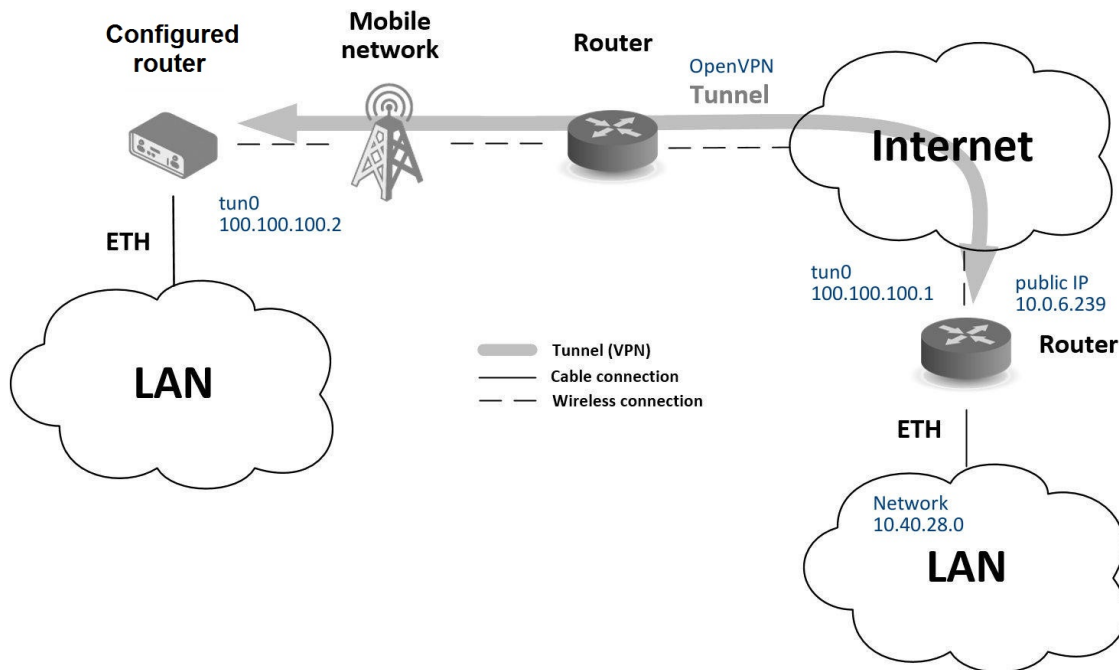 Configured
router
Mobile
network
Router
OpenVPN
Tunnel
Internet
tun0
100.100.100.2
ETH
LAN
tun0
100.100.100.1
public IP
10.0.6.239
Router
Tunnel (VPN)
Cable connection
Wireless connection
ETH
Network
10.40.28.0
LAN